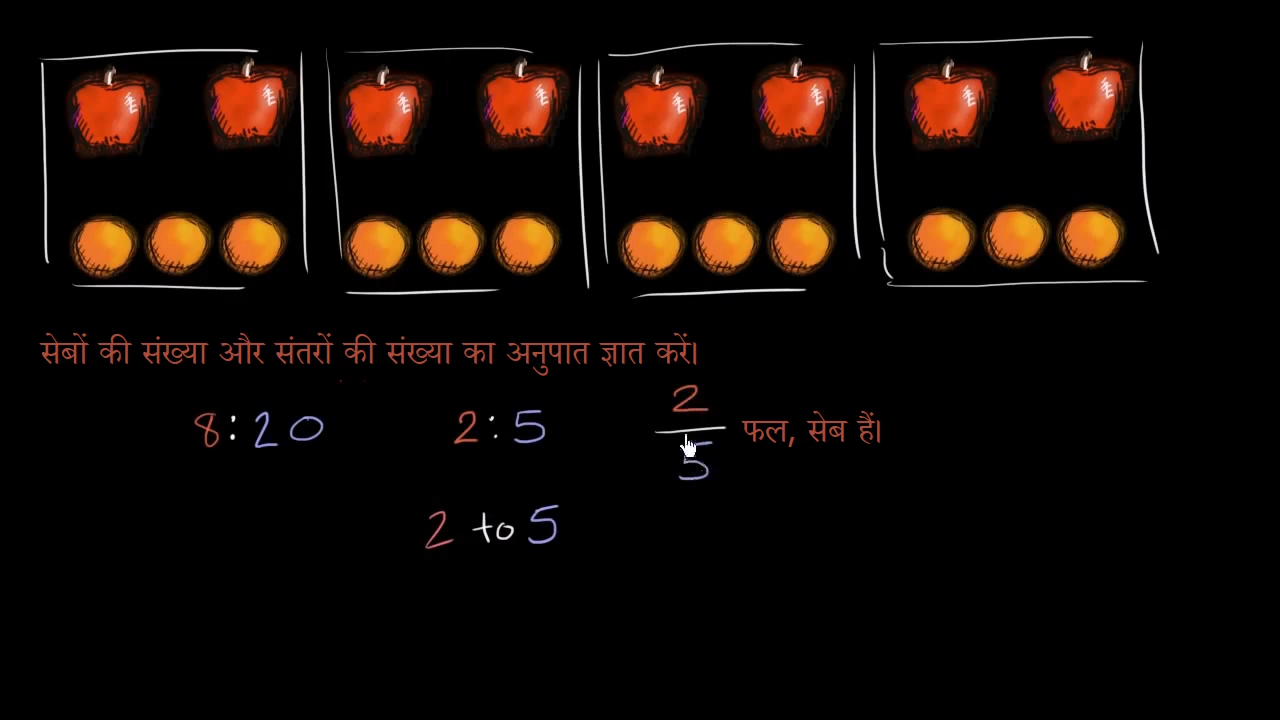 सेबों की संख्या और संतरों की संख्या का अनुपात ज्ञात करें।
8:20 2:5 2/5 फल, सेब हैं।
2 to 5